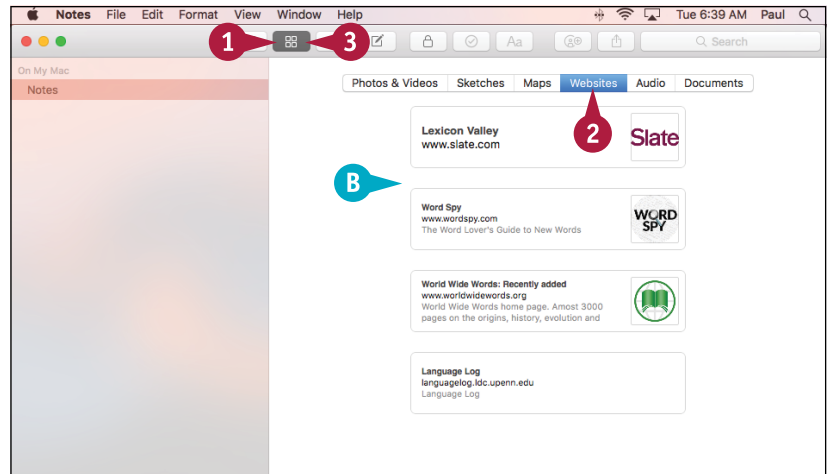 Notes File Edit Format View Window Help Tue 6:39 AM Paul
1 3 Aa Search
On My Mac
Notes
Photos & Videos Sketches Maps Websites Audio Documents
2
Lexicon Valley
www.slate.com
Slate
B
Word Spy
www.wordspy.com
The Word Lover's Guide to New Words
WORD
SPY
World Wide Words: Recently added
www.worldwidewords.org
World Wide Words home page. Amost 3000
pages on the origins, history, evolution and
Language Log
languagelog.ldc.upenn.edu
Language Log